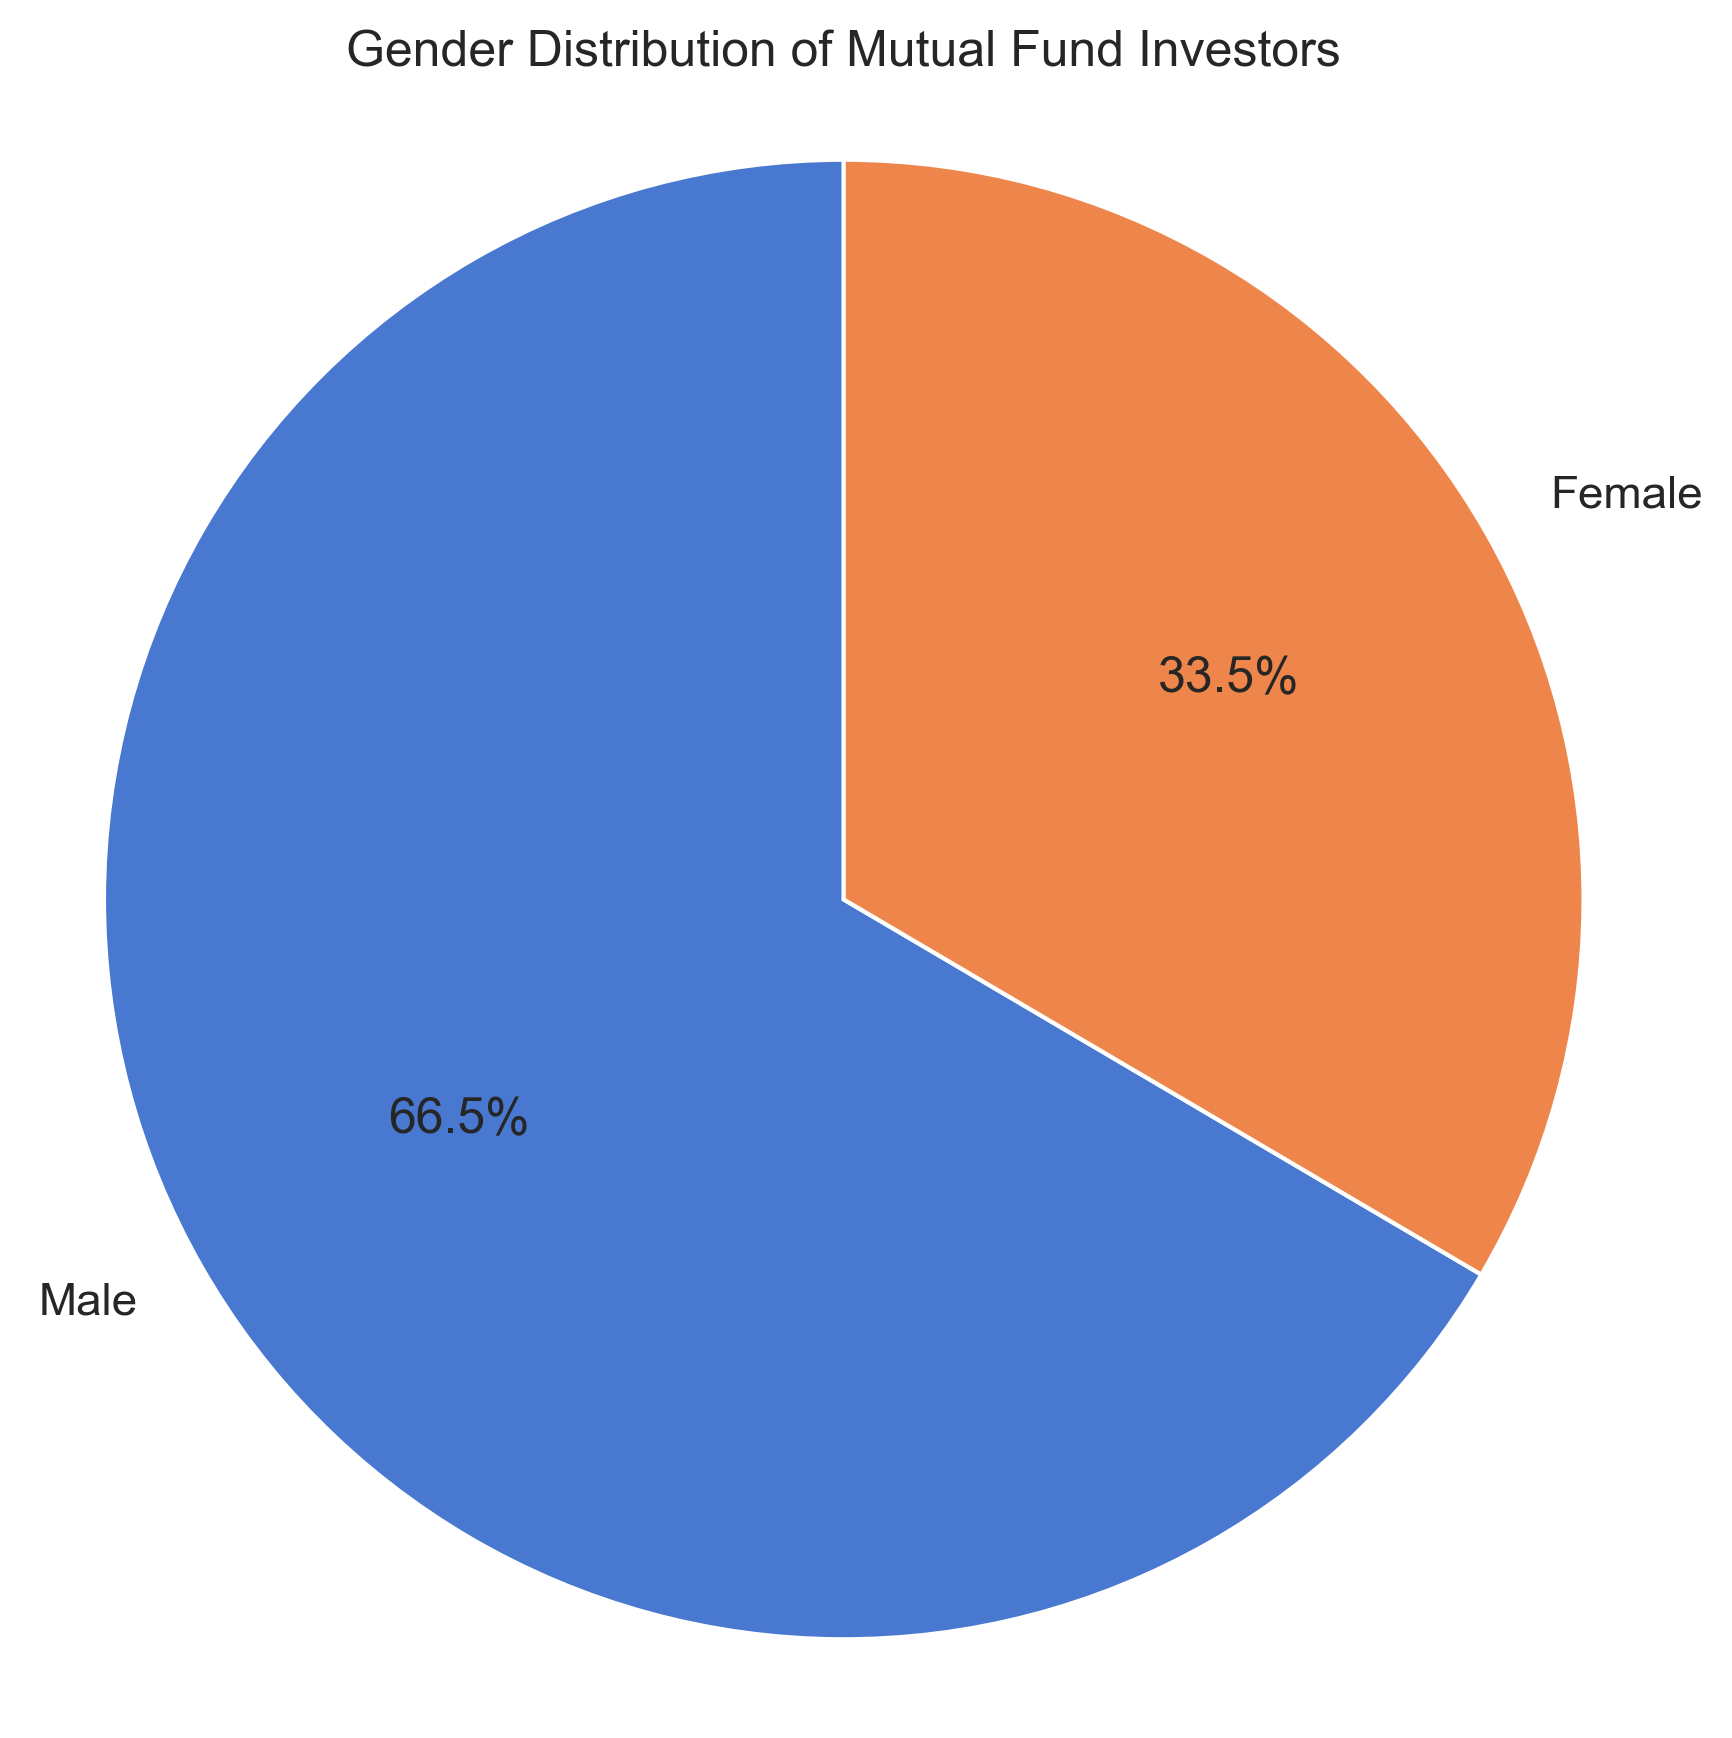 Gender Distribution of Mutual Fund Investors
Female
33.5%
66.5%
Male